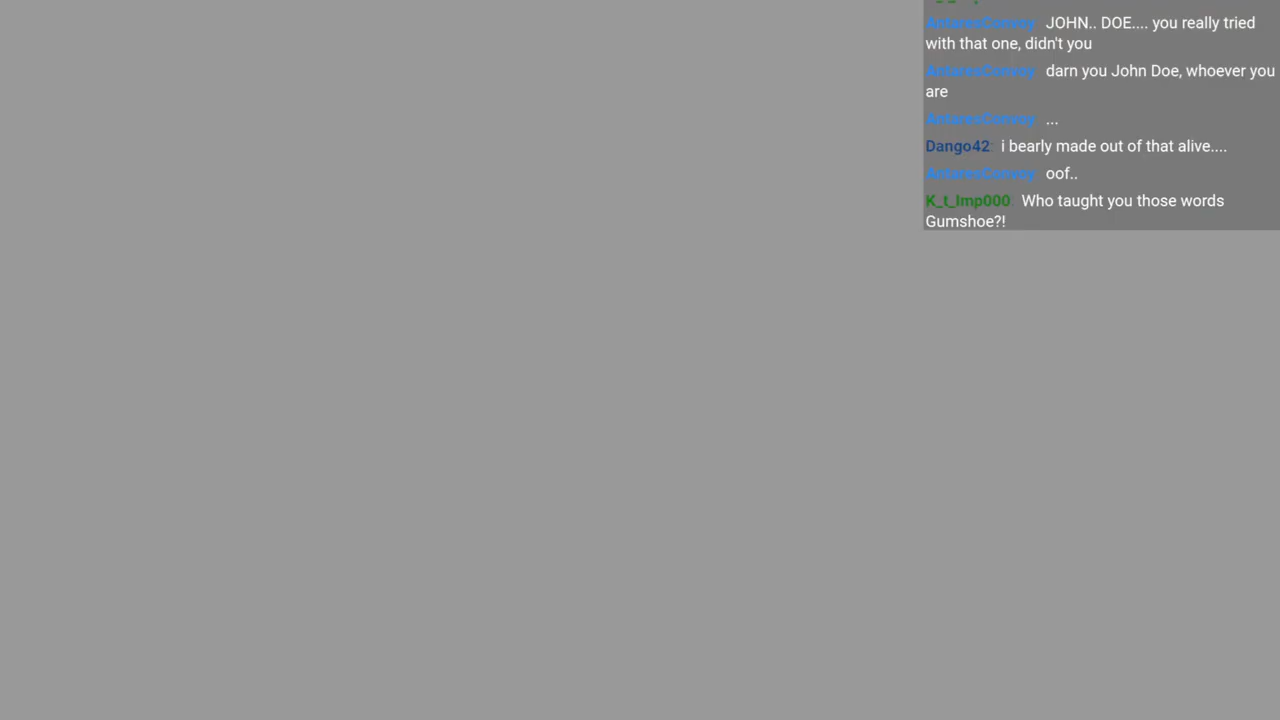 AntaresConvoy: JOHN.. DOE.... you really tried
with that one, didn't you
AntaresConvoy: darn you John Doe, whoever you
are
AntaresConvoy: ...
Dango42: i bearly made out of that alive....
AntaresConvoy: oof..
K_t_Imp000: Who taught you those words
Gumshoe?!